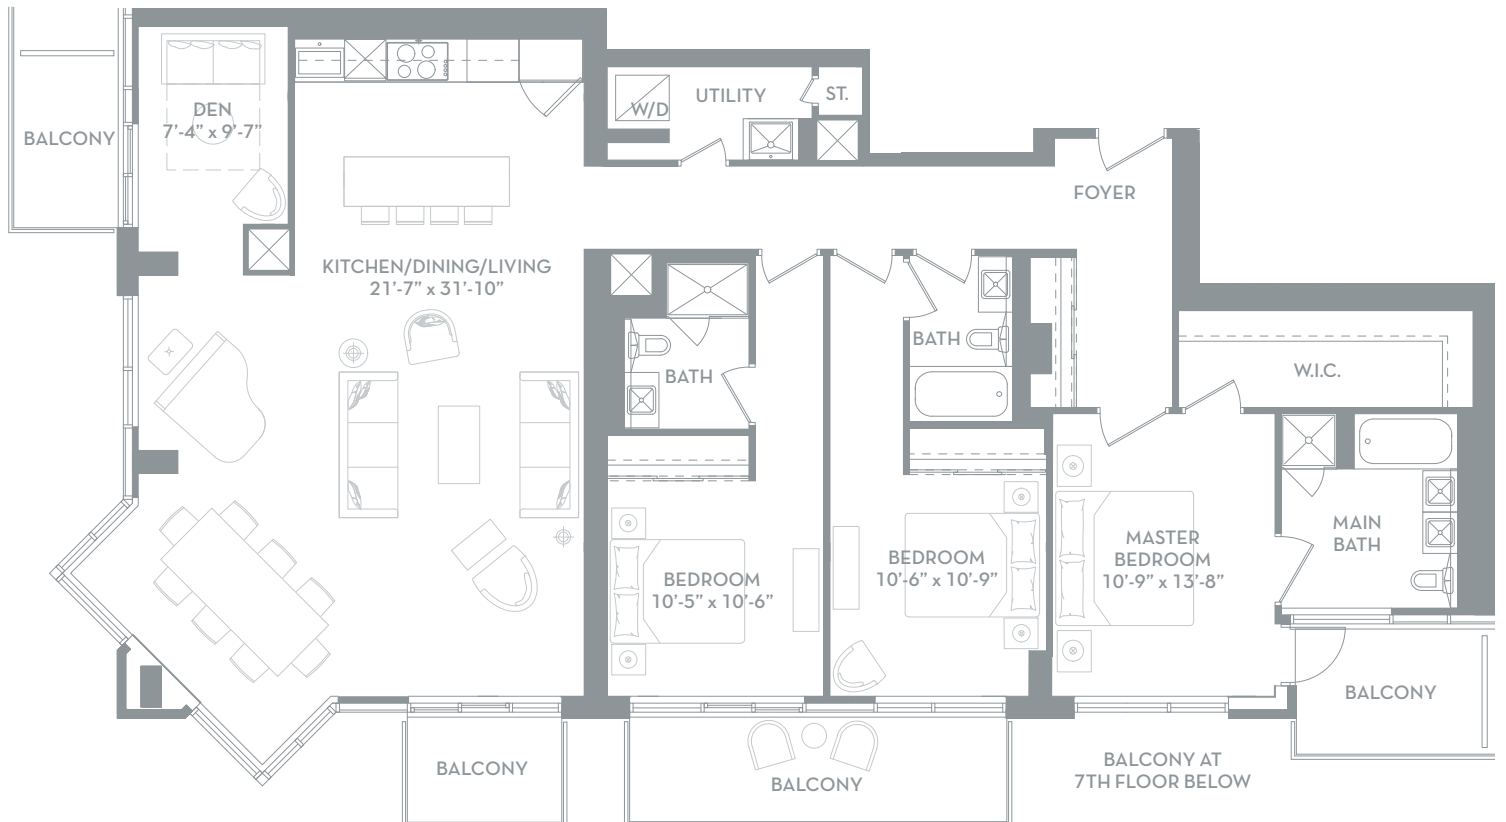 BALCONY
DEN
7'-4” x 9'-7”
W/D
UTILITY
ST.
FOYER
KITCHEN/DINING/LIVING
21'-7” x 31'-10”
BATH
BATH
W.I.C.
BEDROOM
10'-5” x 10'-6”
BEDROOM
10'-6” x 10'-9”
MASTER
BEDROOM
10'-9” x 13'-8”
MAIN
BATH
BALCONY
BALCONY
BALCONY
BALCONY AT
7TH FLOOR BELOW